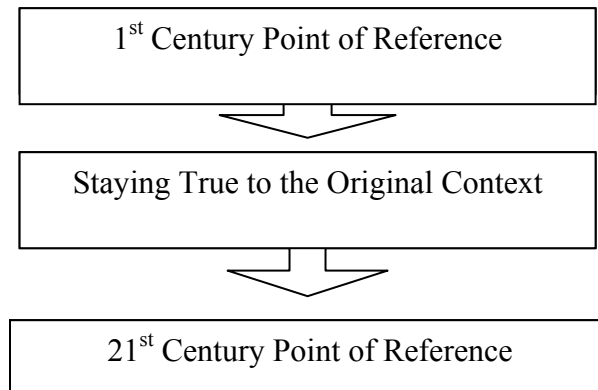 1st Century Point of Reference
Staying True to the Original Context
21st Century Point of Reference